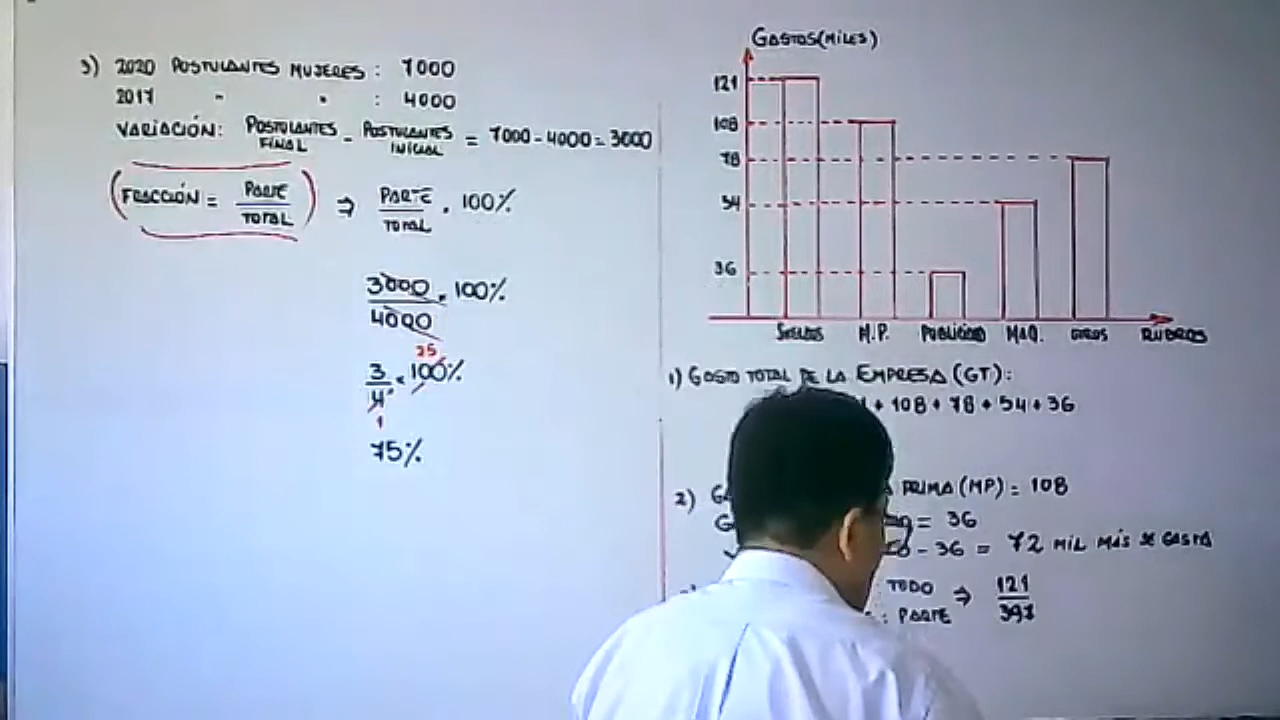 3) 2020 POSTULANTES MUJERES : 7000
2017 " " : 4000
VARIACIÓN: POSTULANTES FINAL - POSTULANTES INICIAL = 7000 - 4000 = 3000
(FRACCIÓN = PARTE/TOTAL) ⇒ PARTE/TOTAL . 100%
3000/4000 . 100%
25
3/4 . 100%
1
75%
GASTOS (MILES)
121
108
78
54
36
SUELDOS M.P. PUBLICIDAD MAQ. OTROS RUBROS
1) GASTO TOTAL DE LA EMPRESA (GT):
+ 108 + 78 + 54 + 36
2) G PRIMA (MP) = 108
G = 36
- 36 = 72 MIL MÁS SE GASTA
: TODO ⇒ 121/397
: PARTE